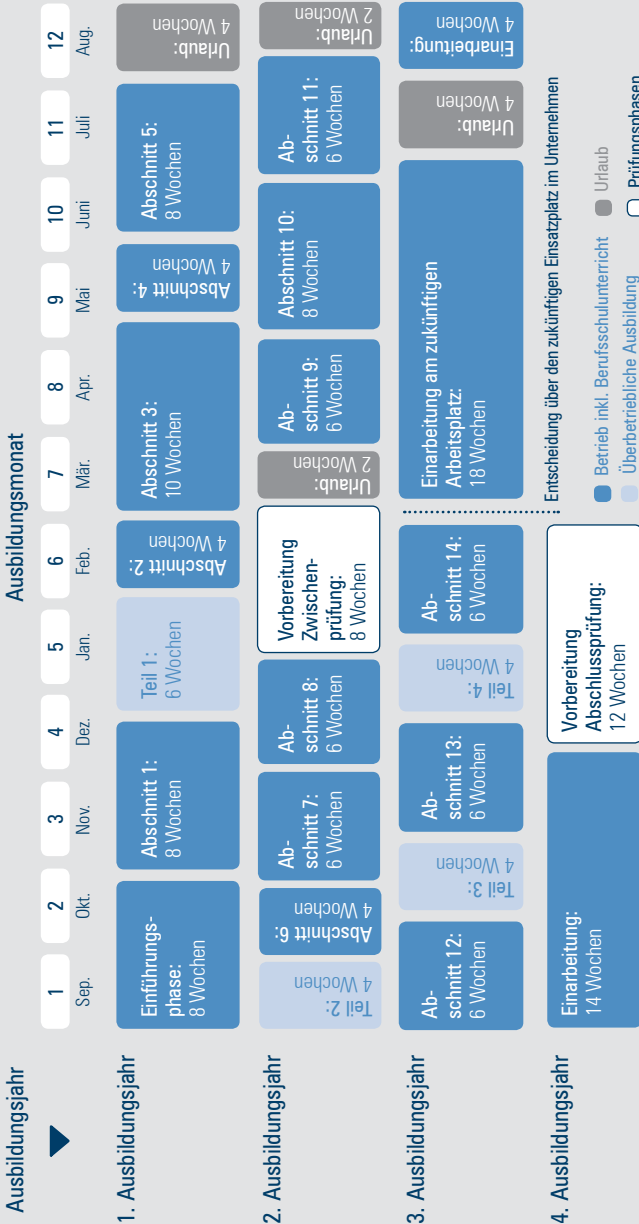 Ausbildungsjahr
Ausbildungsmonat
1
2
3
4
5
6
7
8
9
10
11
12
Sep.
Okt.
Nov.
Dez.
Jan.
Feb.
Mär.
Apr.
Mai
Juni
Juli
Aug.
1. Ausbildungsjahr
Einführungs-
phase:
8 Wochen
Abschnitt 1:
8 Wochen
Teil 1:
6 Wochen
Abschnitt 2:
4 Wochen
Abschnitt 3:
10 Wochen
Abschnitt 4:
4 Wochen
Abschnitt 5:
8 Wochen
Urlaub:
4 Wochen
2. Ausbildungsjahr
Teil 2:
4 Wochen
Abschnitt 6:
4 Wochen
Ab-
schnitt 7:
6 Wochen
Ab-
schnitt 8:
6 Wochen
Vorbereitung
Zwischen-
prüfung:
8 Wochen
Urlaub:
2 Wochen
Ab-
schnitt 9:
6 Wochen
Abschnitt 10:
8 Wochen
Ab-
schnitt 11:
6 Wochen
Urlaub:
2 Wochen
3. Ausbildungsjahr
Ab-
schnitt 12:
6 Wochen
Teil 3:
4 Wochen
Ab-
schnitt 13:
6 Wochen
Teil 4:
4 Wochen
Ab-
schnitt 14:
6 Wochen
Einarbeitung am zukünftigen
Arbeitsplatz:
18 Wochen
Urlaub:
4 Wochen
Einarbeitung:
4 Wochen
4. Ausbildungsjahr
Einarbeitung:
14 Wochen
Vorbereitung
Abschlussprüfung:
12 Wochen
Entscheidung über den zukünftigen Einsatzplatz im Unternehmen
Betrieb inkl. Berufsschulunterricht
Urlaub
Überbetriebliche Ausbildung
Prüfungsphasen